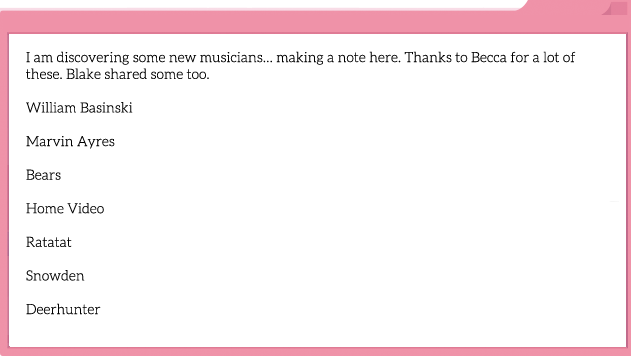 I am discovering some new musicians... making a note here. Thanks to Becca for a lot of
these. Blake shared some too.
William Basinski
Marvin Ayres
Bears
Home Video
Ratatat
Snowden
Deerhunter